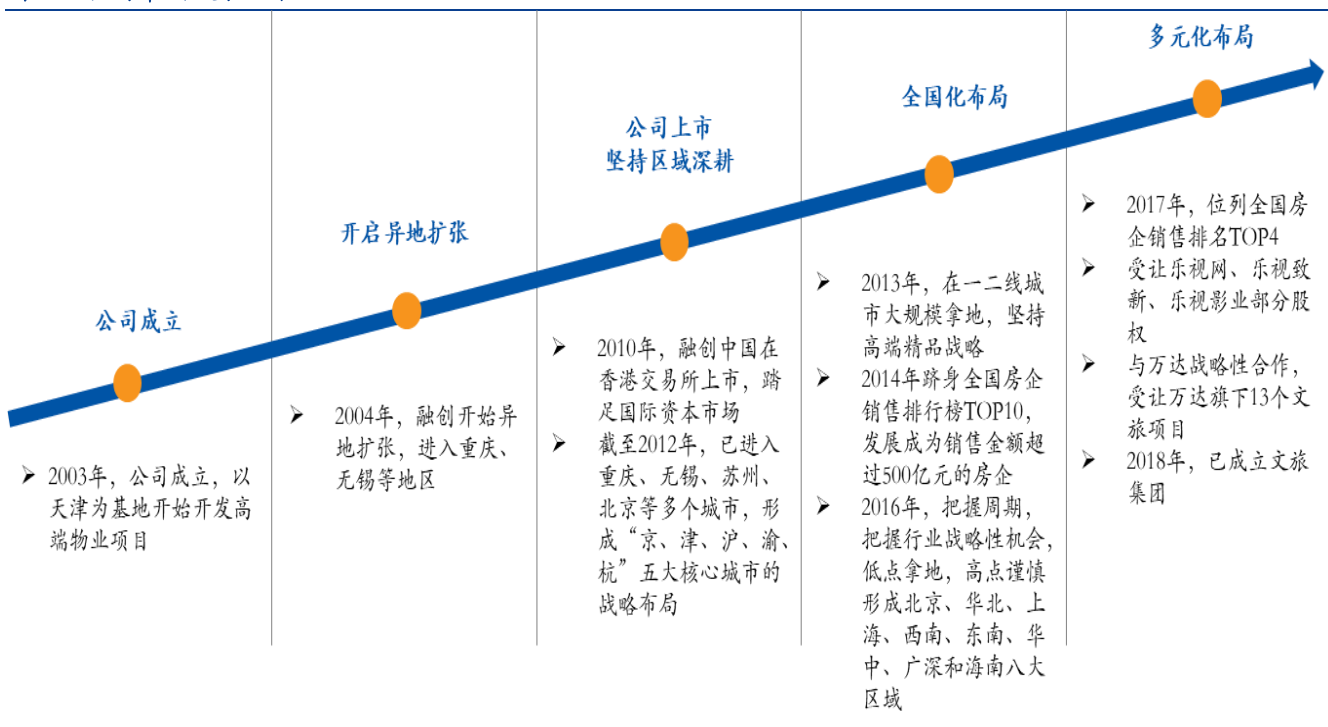 公司成立
➢ 2003年，公司成立，以
天津为基地开始开发高
端物业项目
开启异地扩张
➢ 2004年，融创开始异
地扩张，进入重庆、
无锡等地区
公司上市
坚持区域深耕
➢ 2010年，融创中国在
香港交易所上市，踏
足国际资本市场
➢ 截至2012年，已进入
重庆、无锡、苏州、
北京等多个城市，形
成“京、津、沪、渝、
杭”五大核心城市的
战略布局
全国化布局
➢ 2013年，在一二线城
市大规模拿地，坚持
高端精品战略
➢ 2014年跻身全国房企
销售排行榜TOP10，
发展成为销售金额超
过500亿元的房企
➢ 2016年，把握周期，
把握行业战略性机会，
低点拿地，高点谨慎
形成北京、华北、上
海、西南、东南、华
中、广深和海南八大
区域
多元化布局
➢ 2017年，位列全国房
企销售排名TOP4
➢ 受让乐视网、乐视致
新、乐视影业部分股
权
➢ 与万达战略性合作，
受让万达旗下13个文
旅项目
➢ 2018年，已成立文旅
集团